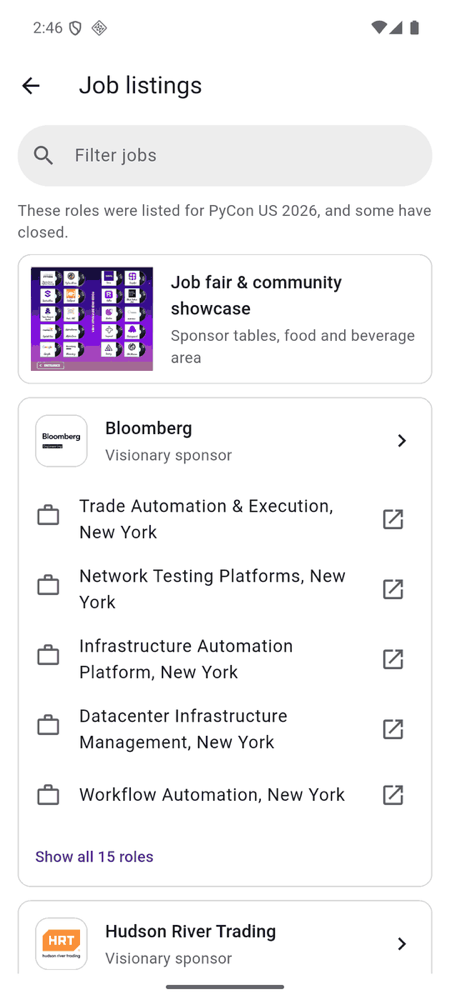 2:46
Job listings
Filter jobs
These roles were listed for PyCon US 2026, and some have
closed.
Job fair & community
showcase
Sponsor tables, food and beverage
area
Bloomberg
Bloomberg
Visionary sponsor
Trade Automation & Execution,
New York
Network Testing Platforms, New
York
Infrastructure Automation
Platform, New York
Datacenter Infrastructure
Management, New York
Workflow Automation, New York
Show all 15 roles
HRT
hudson river trading
Hudson River Trading
Visionary sponsor